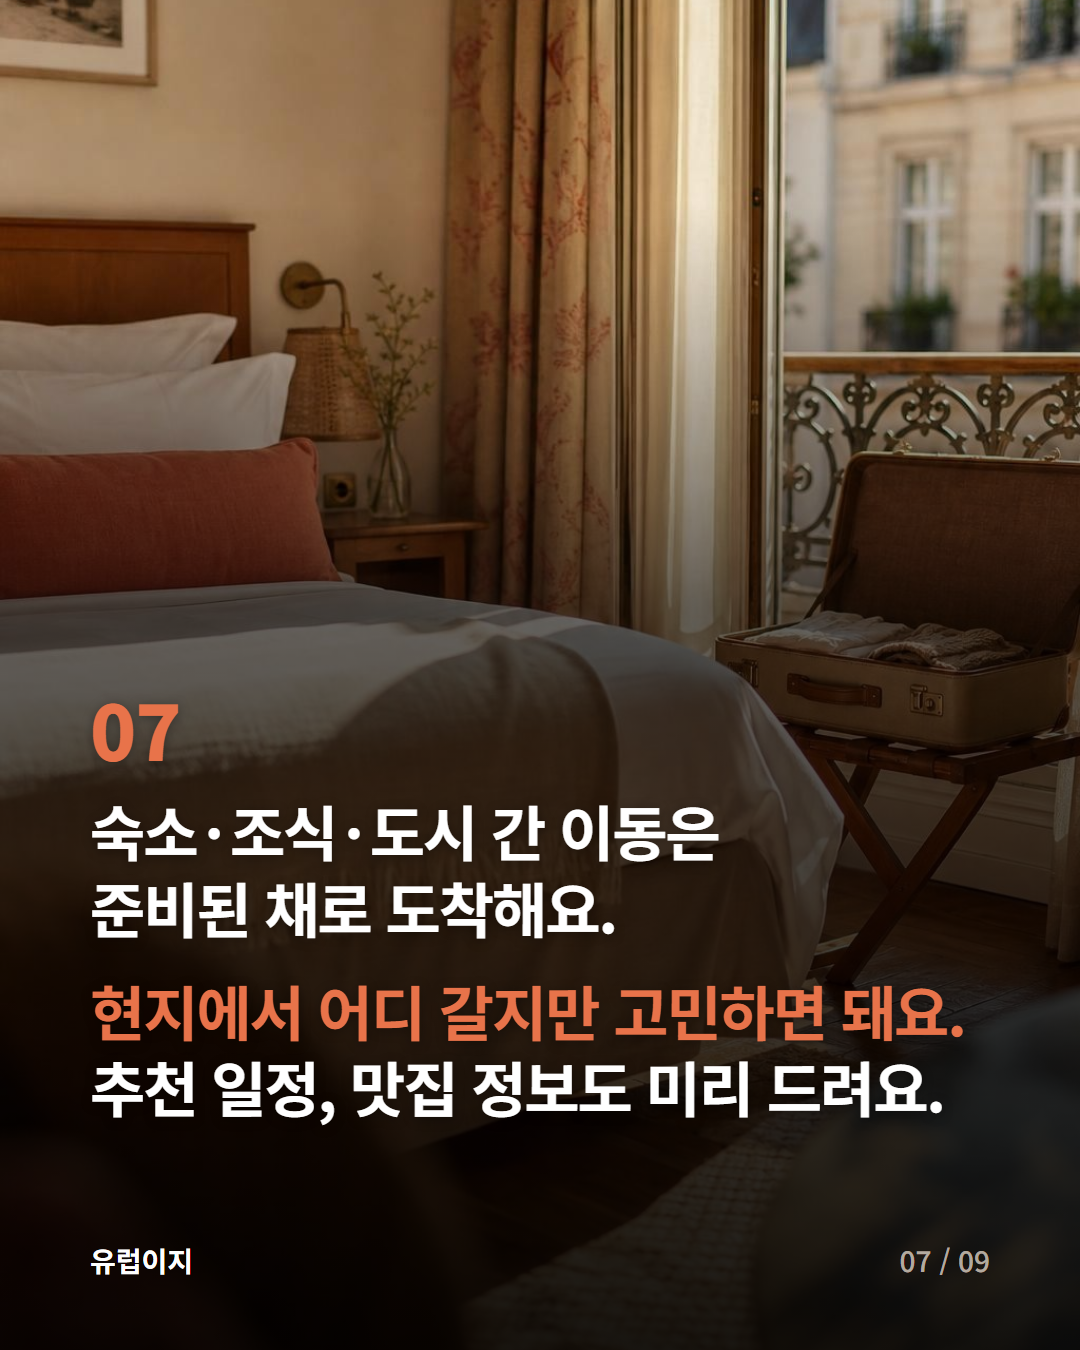 07
숙소·조식·도시 간 이동은
준비된 채로 도착해요.
현지에서 어디 갈지만 고민하면 돼요.
추천 일정, 맛집 정보도 미리 드려요.
유럽이지
07 / 09